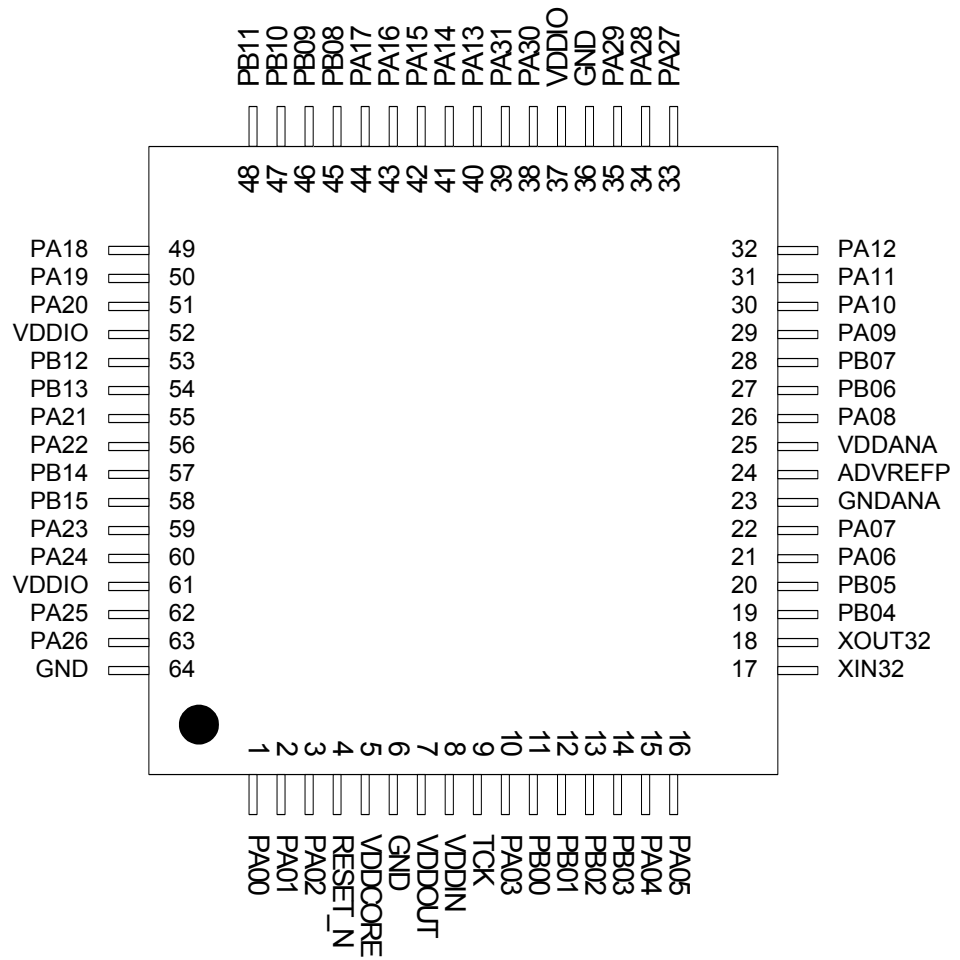 PB11
PB10
PB09
PB08
PA17
PA16
PA15
PA14
PA13
PA31
PA30
VDDIO
GND
PA29
PA28
PA27
48
47
46
45
44
43
42
41
40
39
38
37
36
35
34
33
PA18 49
PA19 50
PA20 51
VDDIO 52
PB12 53
PB13 54
PA21 55
PA22 56
PB14 57
PB15 58
PA23 59
PA24 60
VDDIO 61
PA25 62
PA26 63
GND 64
32 PA12
31 PA11
30 PA10
29 PA09
28 PB07
27 PB06
26 PA08
25 VDDANA
24 ADVREFP
23 GNDANA
22 PA07
21 PA06
20 PB05
19 PB04
18 XOUT32
17 XIN32
1
2
3
4
5
6
7
8
9
10
11
12
13
14
15
16
PA00
PA01
PA02
RESET_N
VDDCORE
GND
VDDOUT
VDDIN
TCK
PA03
PB00
PB01
PB02
PB03
PA04
PA05